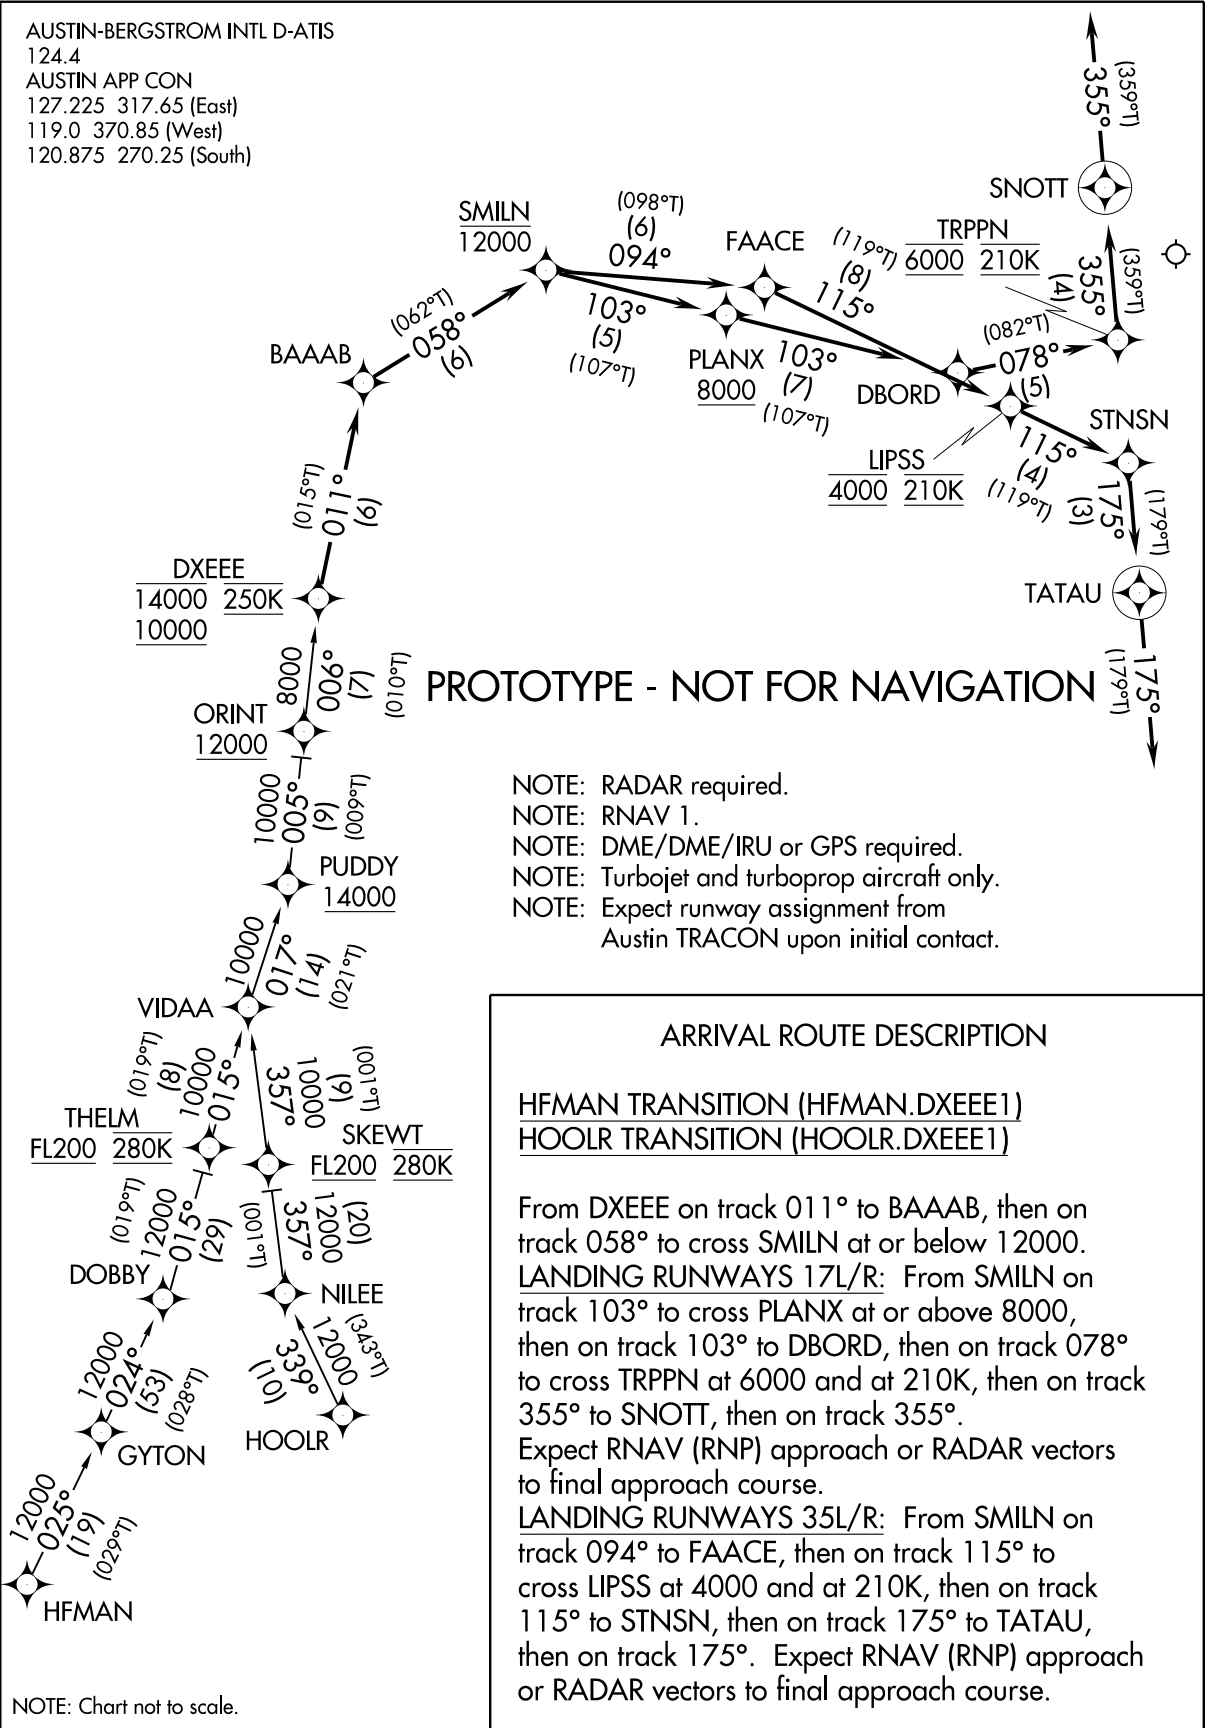 AUSTIN-BERGSTROM INTL D-ATIS
124.4
AUSTIN APP CON
127.225 317.65 (East)
119.0 370.85 (West)
120.875 270.25 (South)
355°
(359°T)
SNOTT
SMILN
12000
(098°T)
(6)
094°
FAACE
(119°T)
(8)
115°
TRPPN
6000 210K
355°
(4)
(359°T)
(062°T)
058°
(6)
BAAAB
103°
(5)
(107°T)
PLANX
8000
103°
(7)
(107°T)
DBORD
(082°T)
078°
(5)
LIPSS
4000 210K
115°
(4)
(119°T)
STNSN
175°
(3)
(179°T)
TATAU
175°
(179°T)
(015°T)
011°
(6)
DXEEE
14000 250K
10000
8000
006°
(7)
(010°T)
PROTOTYPE - NOT FOR NAVIGATION
ORINT
12000
10000
005°
(9)
(009°T)
PUDDY
14000
NOTE: RADAR required.
NOTE: RNAV 1.
NOTE: DME/DME/IRU or GPS required.
NOTE: Turbojet and turboprop aircraft only.
NOTE: Expect runway assignment from
Austin TRACON upon initial contact.
10000
017°
(14)
(021°T)
VIDAA
(019°T)
(8)
10000
015°
357°
10000
(9)
(001°T)
THELM
FL200 280K
SKEWT
FL200 280K
(019°T)
12000
015°
(29)
(001°T)
357°
12000
(20)
DOBBY
NILEE
12000
024°
(53)
(028°T)
339°
(10)
12000
(343°T)
GYTON
HOOLR
12000
025°
(19)
(029°T)
HFMAN
NOTE: Chart not to scale.
ARRIVAL ROUTE DESCRIPTION
HFMAN TRANSITION (HFMAN.DXEEE1)
HOOLR TRANSITION (HOOLR.DXEEE1)
From DXEEE on track 011° to BAAAB, then on
track 058° to cross SMILN at or below 12000.
LANDING RUNWAYS 17L/R: From SMILN on
track 103° to cross PLANX at or above 8000,
then on track 103° to DBORD, then on track 078°
to cross TRPPN at 6000 and at 210K, then on track
355° to SNOTT, then on track 355°.
Expect RNAV (RNP) approach or RADAR vectors
to final approach course.
LANDING RUNWAYS 35L/R: From SMILN on
track 094° to FAACE, then on track 115° to
cross LIPSS at 4000 and at 210K, then on track
115° to STNSN, then on track 175° to TATAU,
then on track 175°. Expect RNAV (RNP) approach
or RADAR vectors to final approach course.